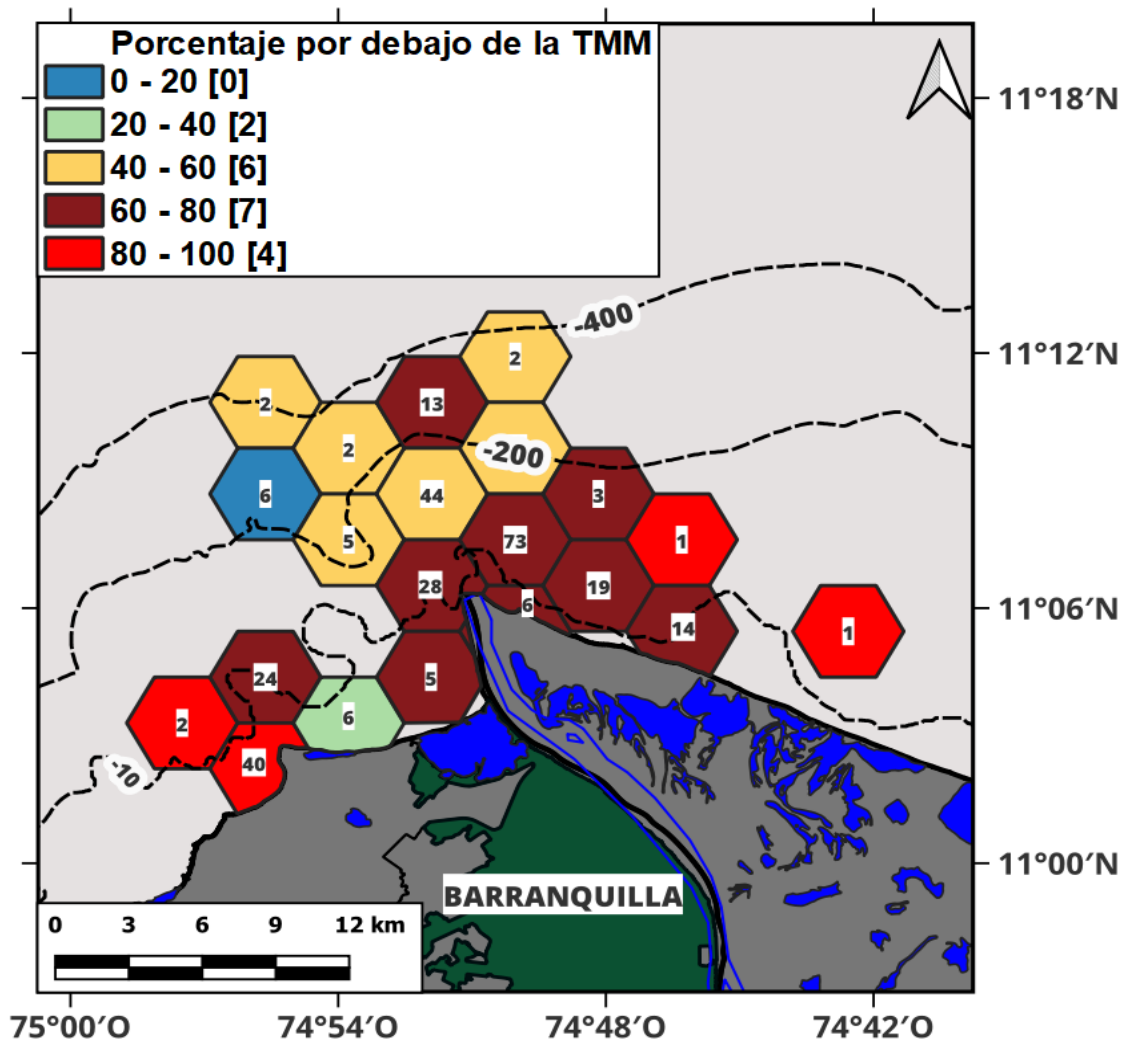 Porcentaje por debajo de la TMM
0 - 20 [0]
20 - 40 [2]
40 - 60 [6]
60 - 80 [7]
80 - 100 [4]
11°18′N
-400
11°12′N
2
2
13
2
-200
6
44
3
5
73
1
28
19
6
11°06′N
14
1
24
5
2
6
40
-10
11°00′N
BARRANQUILLA
0 3 6 9 12 km
75°00′O 74°54′O 74°48′O 74°42′O